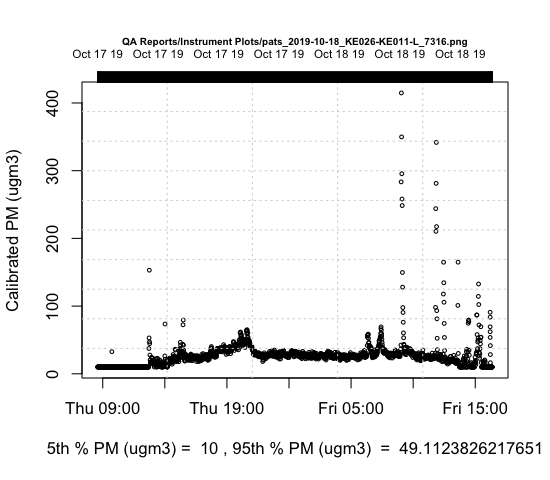 QA Reports/Instrument Plots/pats_2019-10-18_KE026-KE011-L_7316.png
Oct 17 19 Oct 17 19 Oct 17 19 Oct 17 19 Oct 18 19 Oct 18 19 Oct 18 19
Calibrated PM (ugm3)
400
300
200
100
0
Thu 09:00 Thu 19:00 Fri 05:00 Fri 15:00
5th % PM (ugm3) = 10 , 95th % PM (ugm3) = 49.1123826217651